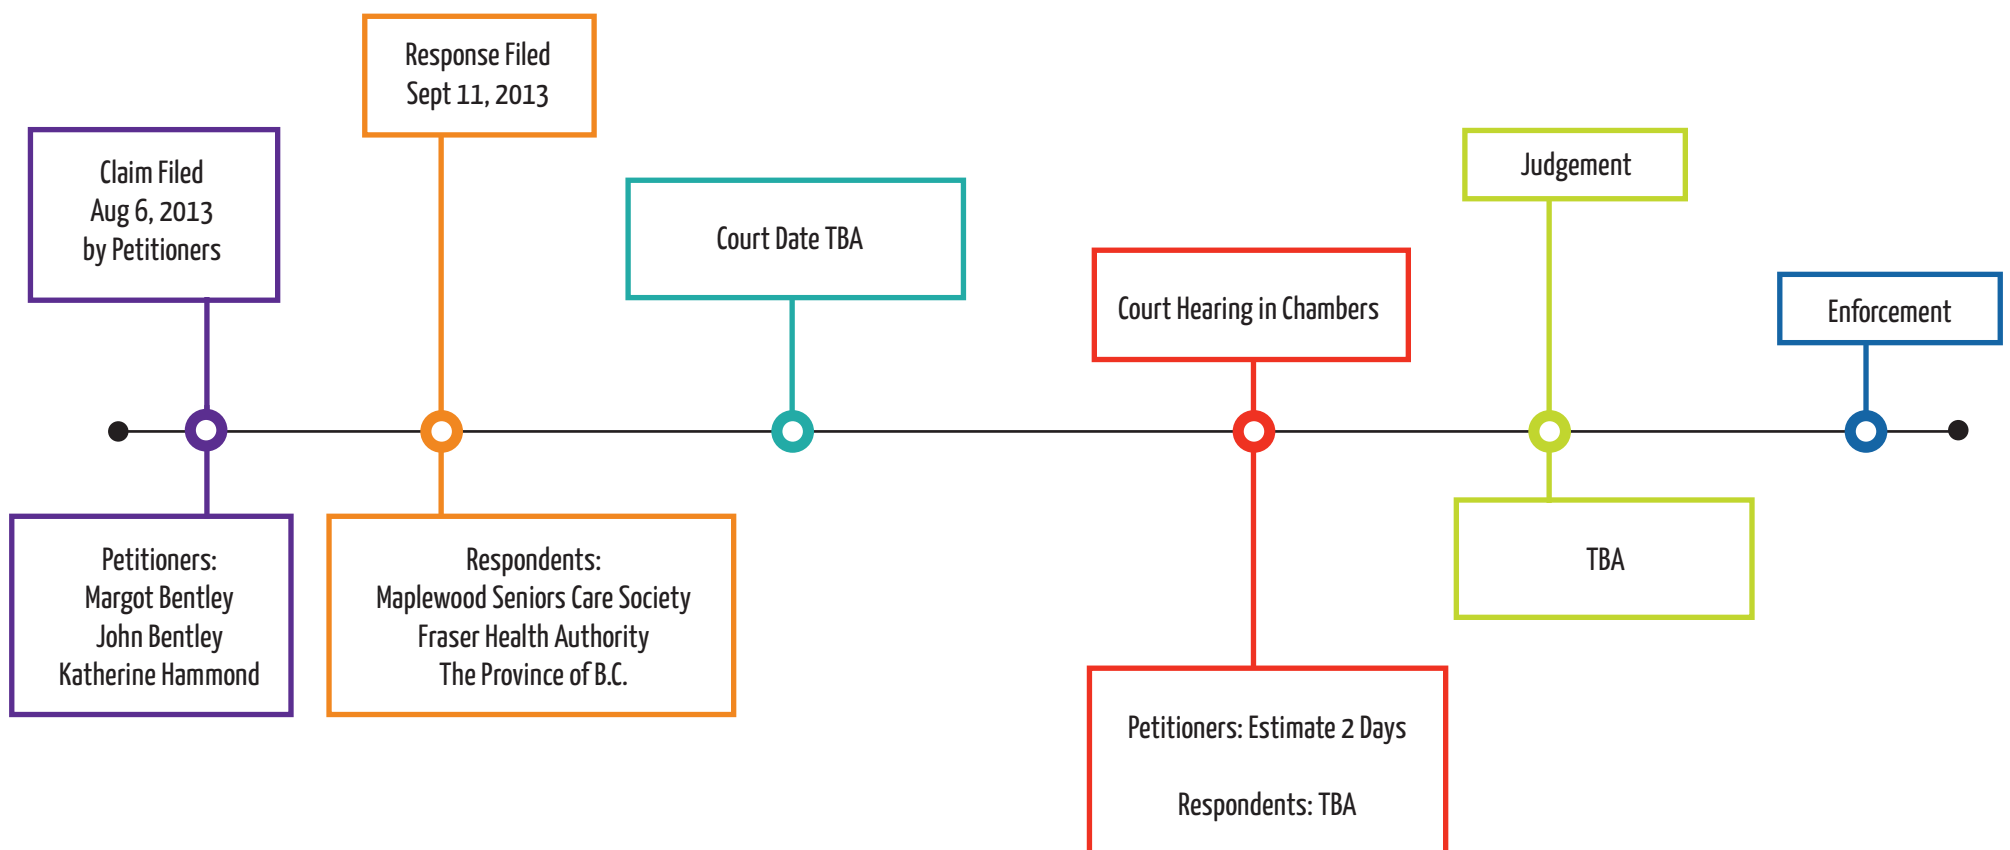 Claim Filed
Aug 6, 2013
by Petitioners
Petitioners:
Margot Bentley
John Bentley
Katherine Hammond
Response Filed
Sept 11, 2013
Respondents:
Maplewood Seniors Care Society
Fraser Health Authority
The Province of B.C.
Court Date TBA
Court Hearing in Chambers
Petitioners: Estimate 2 Days
Respondents: TBA
Judgement
TBA
Enforcement